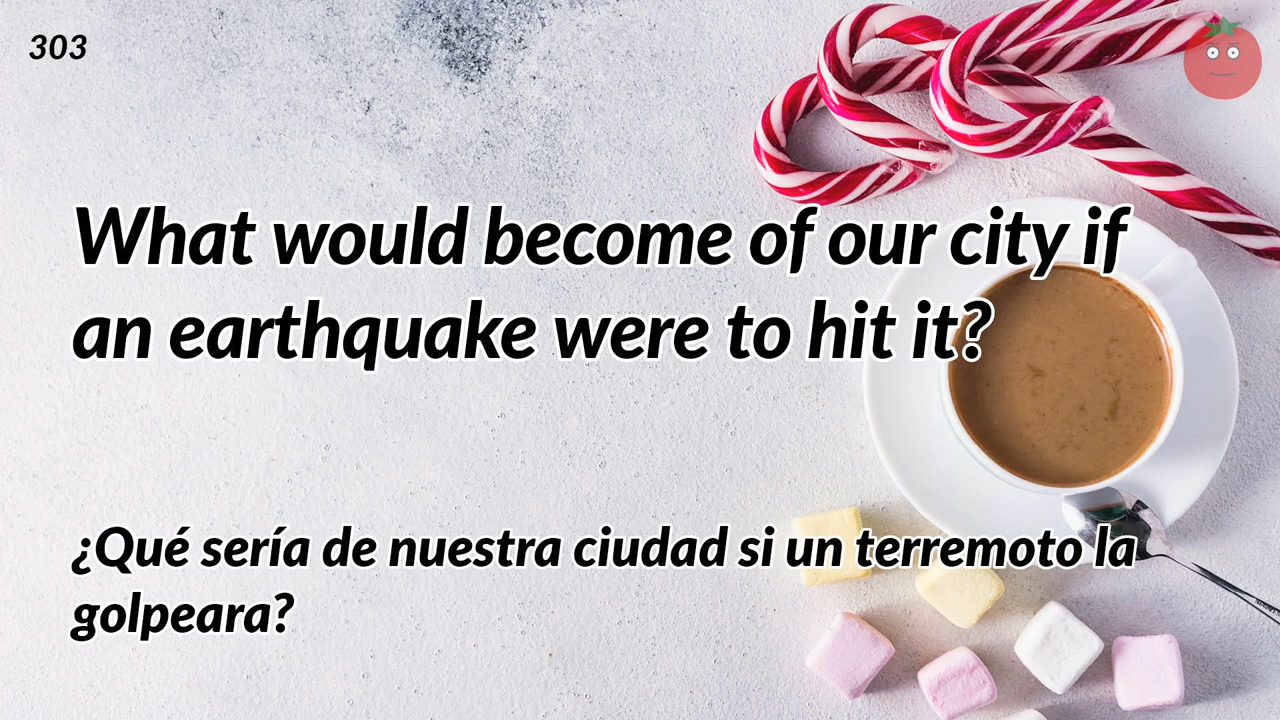 303
What would become of our city if
an earthquake were to hit it?
¿Qué sería de nuestra ciudad si un terremoto la
golpeara?